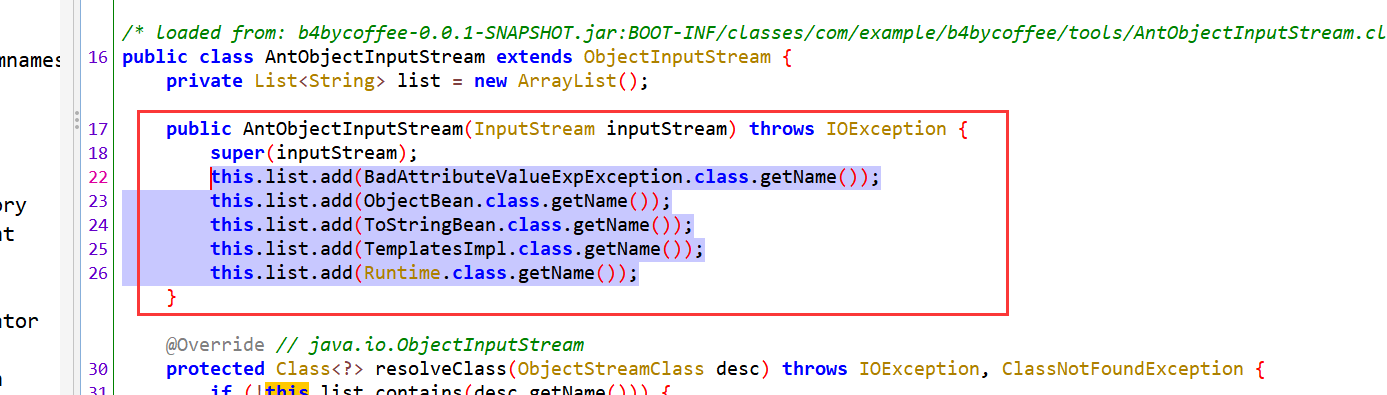 /* loaded from: b4bycoffee-0.0.1-SNAPSHOT.jar:BOOT-INF/classes/com/example/b4bycoffee/tools/AntObjectInputStream.cl
16 public class AntObjectInputStream extends ObjectInputStream {
mnames
private List<String> list = new ArrayList();
17 public AntObjectInputStream(InputStream inputStream) throws IOException {
18 super(inputStream);
22 this.list.add(BadAttributeValueExpException.class.getName());
ory 23 this.list.add(ObjectBean.class.getName());
nt 24 this.list.add(ToStringBean.class.getName());
25 this.list.add(TemplatesImpl.class.getName());
26 this.list.add(Runtime.class.getName());
}
ator
@Override // java.io.ObjectInputStream
30 protected Class<?> resolveClass(ObjectStreamClass desc) throws IOException, ClassNotFoundException {
31 if (!this.list.contains(desc.getName())) {